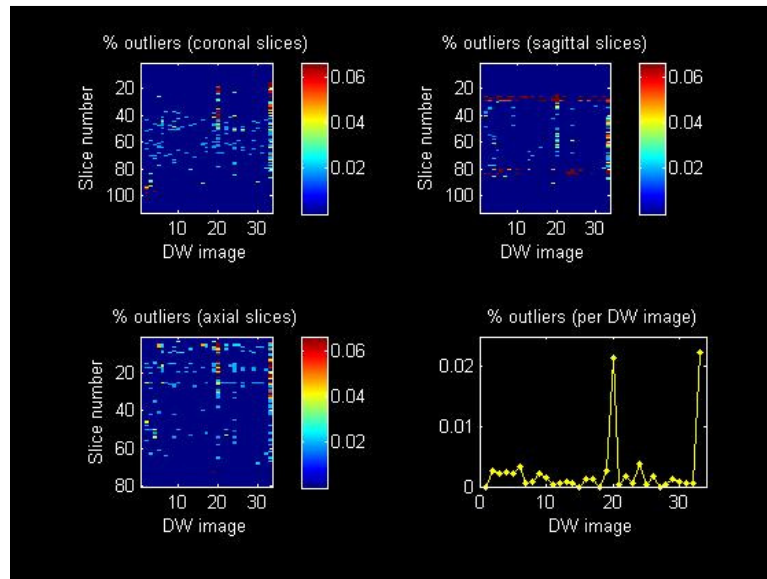 % outliers (coronal slices)
20
40
60
80
100
Slice number
10 20 30
DW image
0.06
0.04
0.02
% outliers (sagittal slices)
20
40
60
80
100
Slice number
10 20 30
DW image
0.06
0.04
0.02
% outliers (axial slices)
20
40
60
80
Slice number
10 20 30
DW image
0.06
0.04
0.02
% outliers (per DW image)
0.02
0.01
0
0 10 20 30
DW image